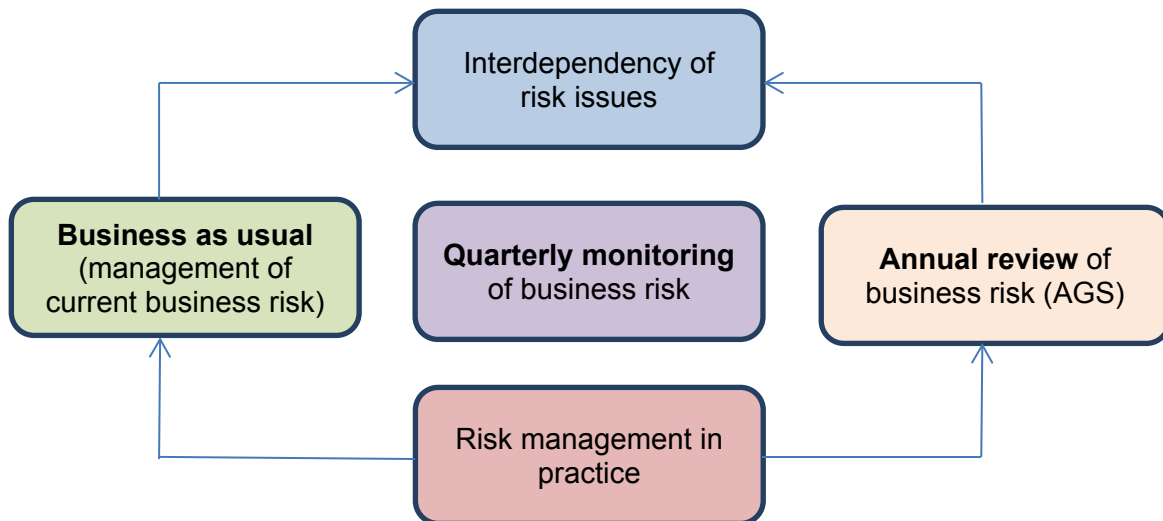 Interdependency of
risk issues
Business as usual
(management of
current business risk)
Quarterly monitoring
of business risk
Annual review of
business risk (AGS)
Risk management in
practice